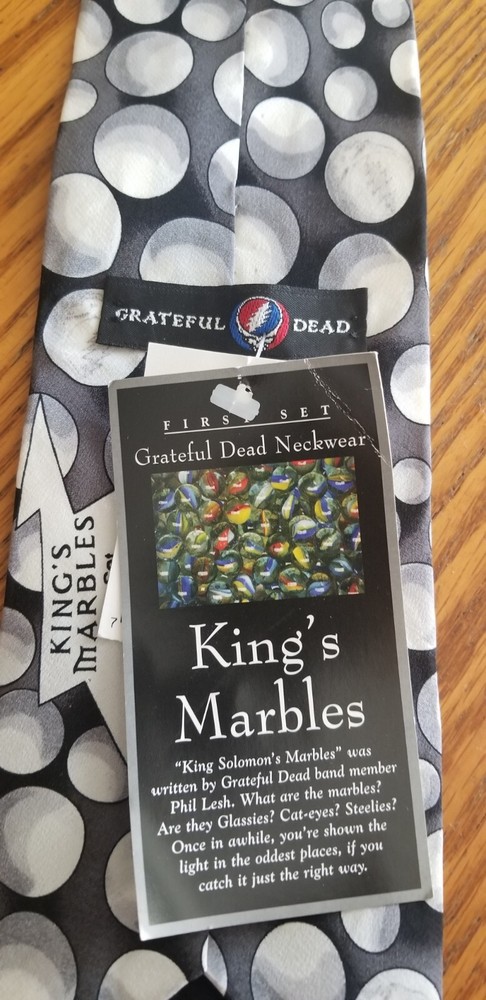 GRATEFUL DEAD
FIRST SET
Grateful Dead Neckwear
King's
Marbles
"King Solomon's Marbles" was
written by Grateful Dead band member
Phil Lesh. What are the marbles?
Are they Glassies? Cat-eyes? Steelies?
Once in awhile, you're shown the
light in the oddest places, if you
catch it just the right way.
KING'S
MARBLES